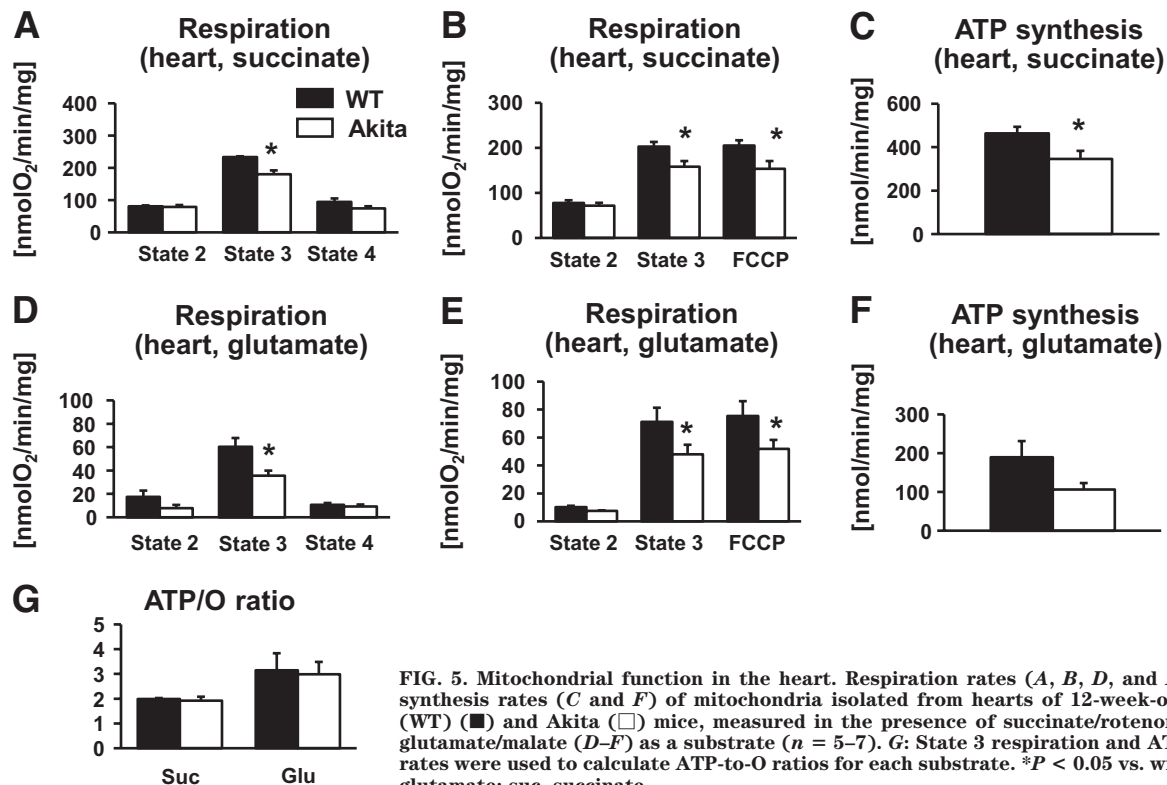 A
Respiration
(heart, succinate)
[nmolO₂/min/mg]
400
300
200
100
0
WT
Akita
*
State 2 State 3 State 4
B
Respiration
(heart, succinate)
[nmolO₂/min/mg]
300
200
100
0
* *
State 2 State 3 FCCP
C
ATP synthesis
(heart, succinate)
[nmol/min/mg]
600
400
200
0
*
D
Respiration
(heart, glutamate)
[nmolO₂/min/mg]
100
80
60
40
20
0
*
State 2 State 3 State 4
E
Respiration
(heart, glutamate)
[nmolO₂/min/mg]
100
80
60
40
20
0
* *
State 2 State 3 FCCP
F
ATP synthesis
(heart, glutamate)
[nmol/min/mg]
300
200
100
0
G
ATP/O ratio
5
4
3
2
1
0
Suc Glu
FIG. 5. Mitochondrial function in the heart. Respiration rates (A, B, D, and
synthesis rates (C and F) of mitochondria isolated from hearts of 12-week-o
(WT) (■) and Akita (□) mice, measured in the presence of succinate/roteno
glutamate/malate (D–F) as a substrate (n = 5–7). G: State 3 respiration and AT
rates were used to calculate ATP-to-O ratios for each substrate. *P < 0.05 vs. w
glutamate; suc, succinate